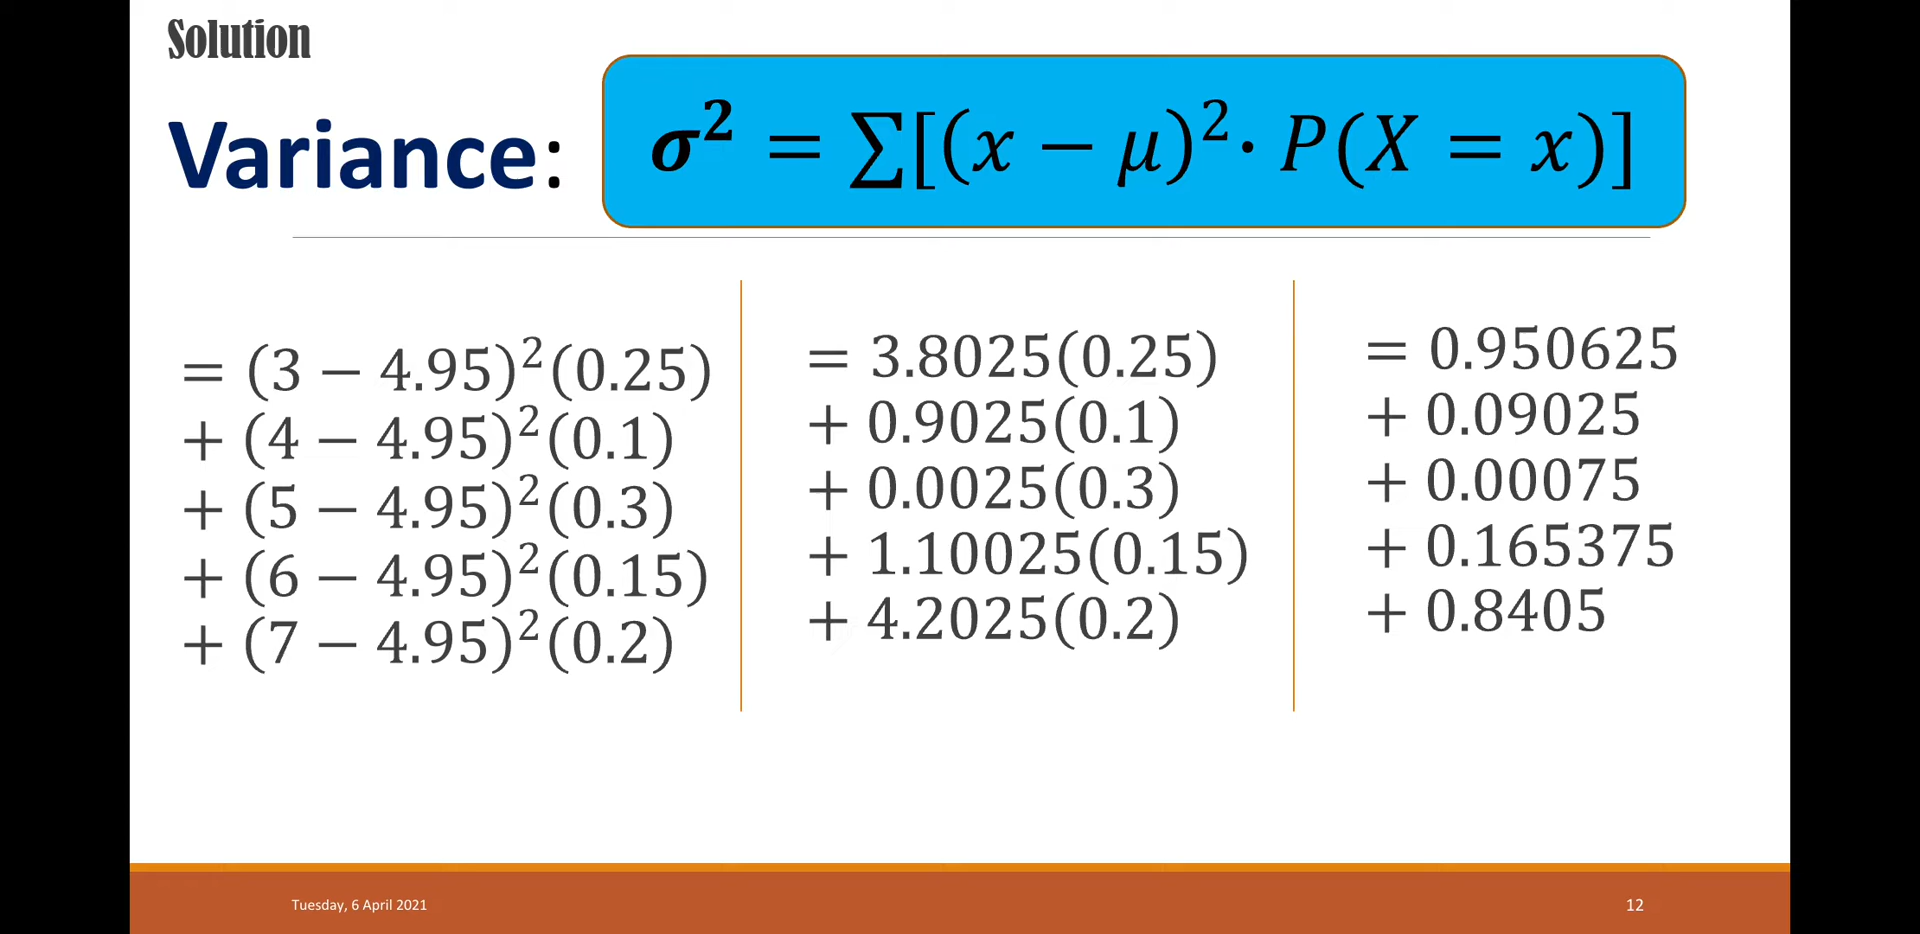 Solution
Variance:
𝝈² = ∑[(x − μ)² · P(X = x)]
= (3 − 4.95)²(0.25)
+ (4 − 4.95)²(0.1)
+ (5 − 4.95)²(0.3)
+ (6 − 4.95)²(0.15)
+ (7 − 4.95)²(0.2)
= 3.8025(0.25)
+ 0.9025(0.1)
+ 0.0025(0.3)
+ 1.10025(0.15)
+ 4.2025(0.2)
= 0.950625
+ 0.09025
+ 0.00075
+ 0.165375
+ 0.8405
Tuesday, 6 April 2021
12